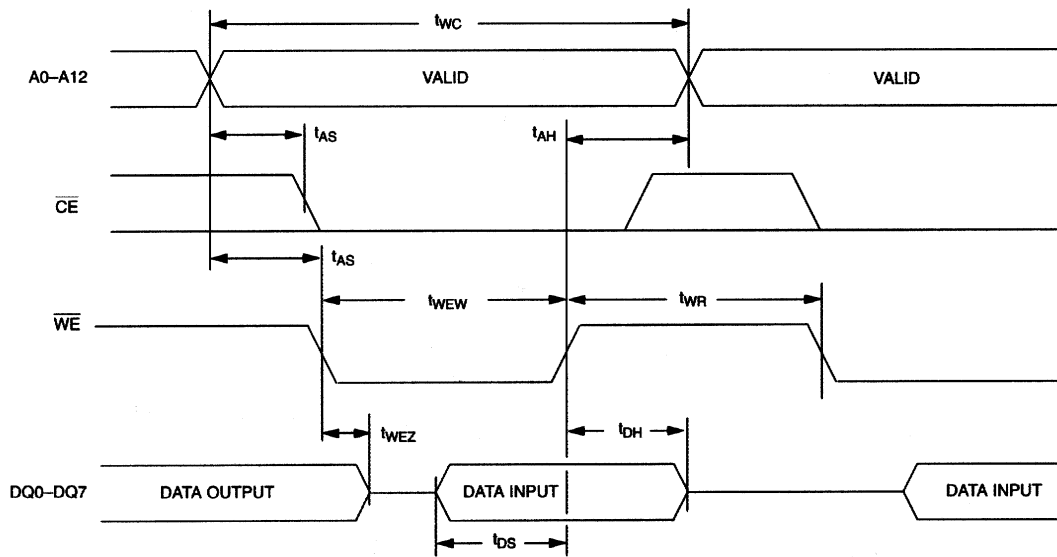 tWC
A0–A12 VALID VALID
tAS tAH
CE
tAS
tWEW tWR
WE
tWEZ tDH
DQ0–DQ7 DATA OUTPUT DATA INPUT DATA INPUT
tDS